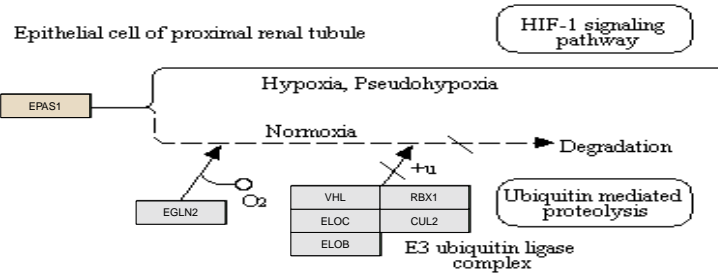 Epithelial cell of proximal renal tubule
HIF-1 signaling
pathway
Hypoxia, Pseudohypoxia
EPAS1
Normoxia
Degradation
+u
O2
EGLN2
VHL
RBX1
ELOC
CUL2
ELOB
Ubiquitin mediated
proteolysis
E3 ubiquitin ligase
complex